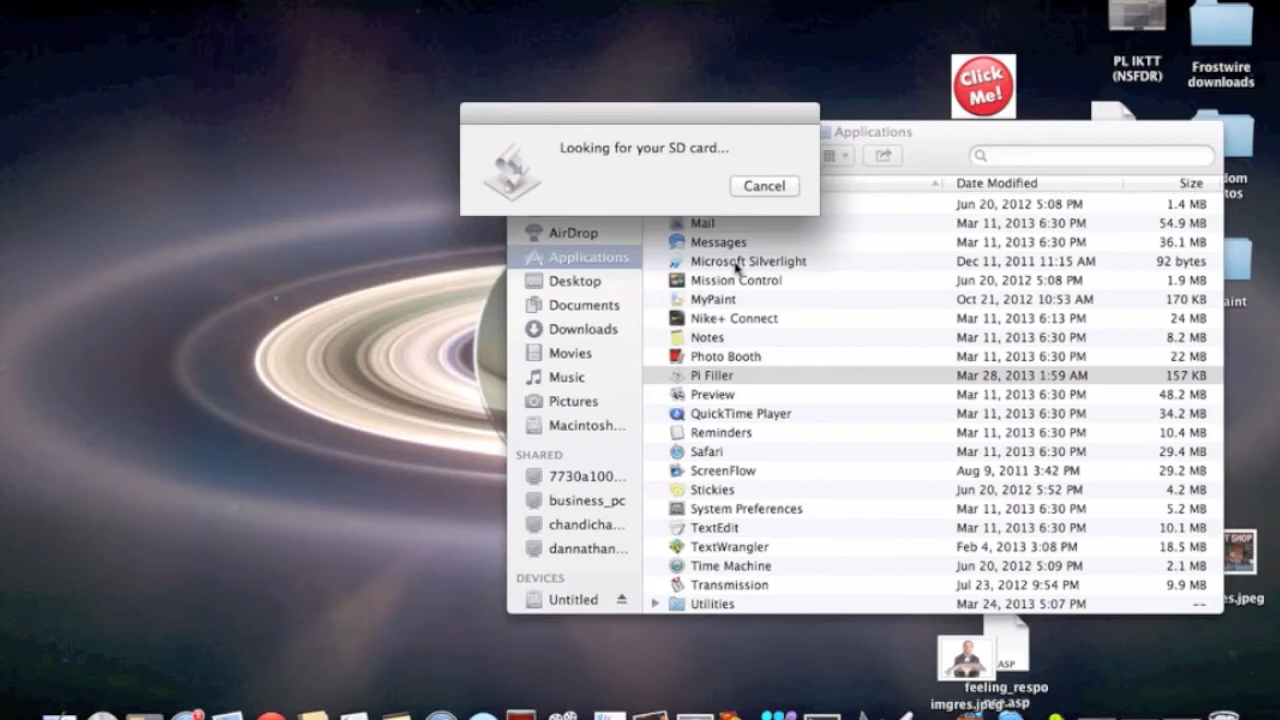 PL IKTT
(NSFDR)
Frostwire
downloads
Click
Me!
Looking for your SD card...
Cancel
Applications
Date Modified
Size
Jun 20, 2012 5:08 PM 1.4 MB
AirDrop
Applications
Desktop
Documents
Downloads
Movies
Music
Pictures
Macintosh...
SHARED
7730a100...
business_pc
chandicha...
dannathan...
DEVICES
Untitled
Mail Mar 11, 2013 6:30 PM 54.9 MB
Messages Mar 11, 2013 6:30 PM 36.1 MB
Microsoft Silverlight Dec 11, 2011 11:15 AM 92 bytes
Mission Control Jun 20, 2012 5:08 PM 1.9 MB
MyPaint Oct 21, 2012 10:53 AM 170 KB
Nike+ Connect Mar 11, 2013 6:13 PM 24 MB
Notes Mar 11, 2013 6:30 PM 8.2 MB
Photo Booth Mar 11, 2013 6:30 PM 22 MB
Pi Filler Mar 28, 2013 1:59 AM 157 KB
Preview Mar 11, 2013 6:30 PM 48.2 MB
QuickTime Player Mar 11, 2013 6:30 PM 34.2 MB
Reminders Mar 11, 2013 6:30 PM 10.4 MB
Safari Mar 11, 2013 6:30 PM 29.4 MB
ScreenFlow Aug 9, 2011 3:42 PM 29.2 MB
Stickies Jun 20, 2012 5:52 PM 4.2 MB
System Preferences Mar 11, 2013 6:30 PM 5.2 MB
TextEdit Mar 11, 2013 6:30 PM 10.1 MB
TextWrangler Feb 4, 2013 3:08 PM 18.5 MB
Time Machine Jun 20, 2012 5:09 PM 2.1 MB
Transmission Jul 23, 2012 9:54 PM 9.9 MB
Utilities Mar 24, 2013 5:07 PM --
dom
tos
aint
T SHOP
es.jpeg
ASP
feeling_respo
imgres.jpeg